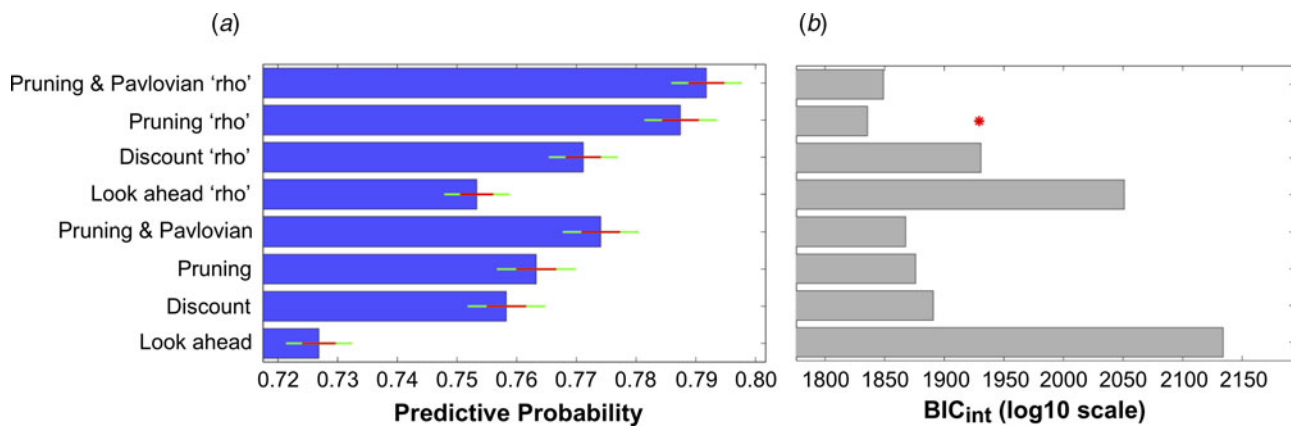 (a)
Pruning & Pavlovian ‘rho’
Pruning ‘rho’
Discount ‘rho’
Look ahead ‘rho’
Pruning & Pavlovian
Pruning
Discount
Look ahead
0.72 0.73 0.74 0.75 0.76 0.77 0.78 0.79 0.80
Predictive Probability
(b)
*
1800 1850 1900 1950 2000 2050 2100 2150
BICint (log10 scale)